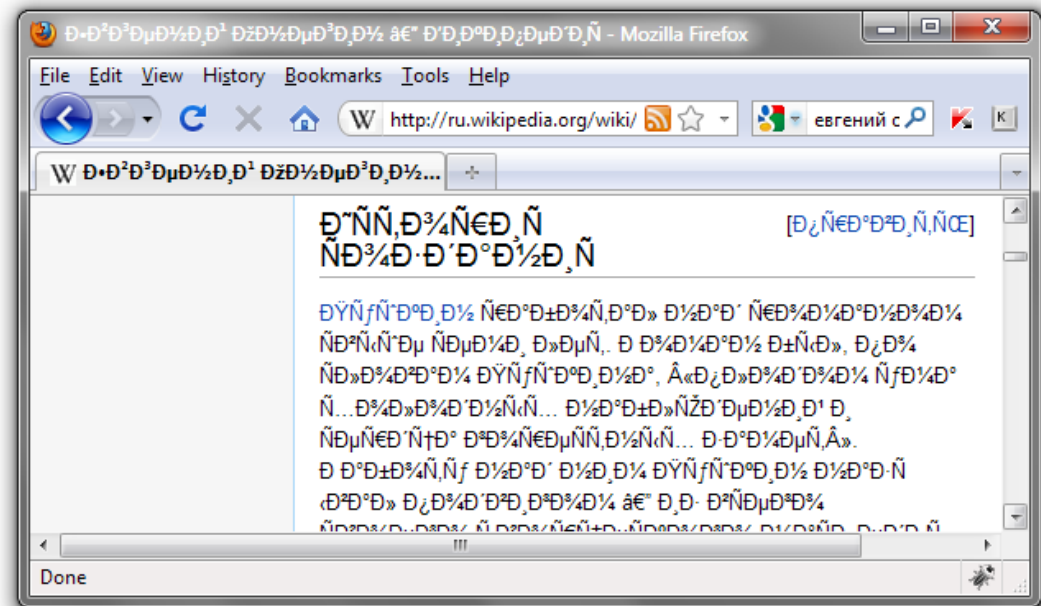 Ð•Ð²Ð³ÐµÐ½Ð¸Ð¹ ÐžÐ½ÐµÐ³Ð¸Ð½ â€” Ð’Ð¸ÐºÐ¸Ð¿ÐµÐ´Ð¸Ñ - Mozilla Firefox
File Edit View History Bookmarks Tools Help
W http://ru.wikipedia.org/wiki/ евгений с
W Ð•Ð²Ð³ÐµÐ½Ð¸Ð¹ ÐžÐ½ÐµÐ³Ð¸Ð½...
Ð˜ÑÑ‚Ð¾Ñ€Ð¸Ñ [Ð¿Ñ€Ð°Ð²Ð¸Ñ‚ÑŒ]
ÑÐ¾Ð·Ð´Ð°Ð½Ð¸Ñ
ÐŸÑƒÑˆÐºÐ¸Ð½ Ñ€Ð°Ð±Ð¾Ñ‚Ð°Ð» Ð½Ð°Ð´ Ñ€Ð¾Ð¼Ð°Ð½Ð¾Ð¼
ÑÐ²Ñ‹ÑˆÐµ ÑÐµÐ¼Ð¸ Ð»ÐµÑ‚. Ð Ð¾Ð¼Ð°Ð½ Ð±Ñ‹Ð», Ð¿Ð¾
ÑÐ»Ð¾Ð²Ð°Ð¼ ÐŸÑƒÑˆÐºÐ¸Ð½Ð°, Â«Ð¿Ð»Ð¾Ð´Ð¾Ð¼ ÑƒÐ¼Ð°
Ñ…Ð¾Ð»Ð¾Ð´Ð½Ñ‹Ñ… Ð½Ð°Ð±Ð»ÑŽÐ´ÐµÐ½Ð¸Ð¹ Ð¸
ÑÐµÑ€Ð´Ñ†Ð° Ð³Ð¾Ñ€ÐµÑÑ‚Ð½Ñ‹Ñ… Ð·Ð°Ð¼ÐµÑ‚Â».
Ð Ð°Ð±Ð¾Ñ‚Ñƒ Ð½Ð°Ð´ Ð½Ð¸Ð¼ ÐŸÑƒÑˆÐºÐ¸Ð½ Ð½Ð°Ð·Ñ
‹Ð²Ð°Ð» Ð¿Ð¾Ð´Ð²Ð¸Ð³Ð¾Ð¼ â€” Ð¸Ð· Ð²ÑÐµÐ³Ð¾
Done